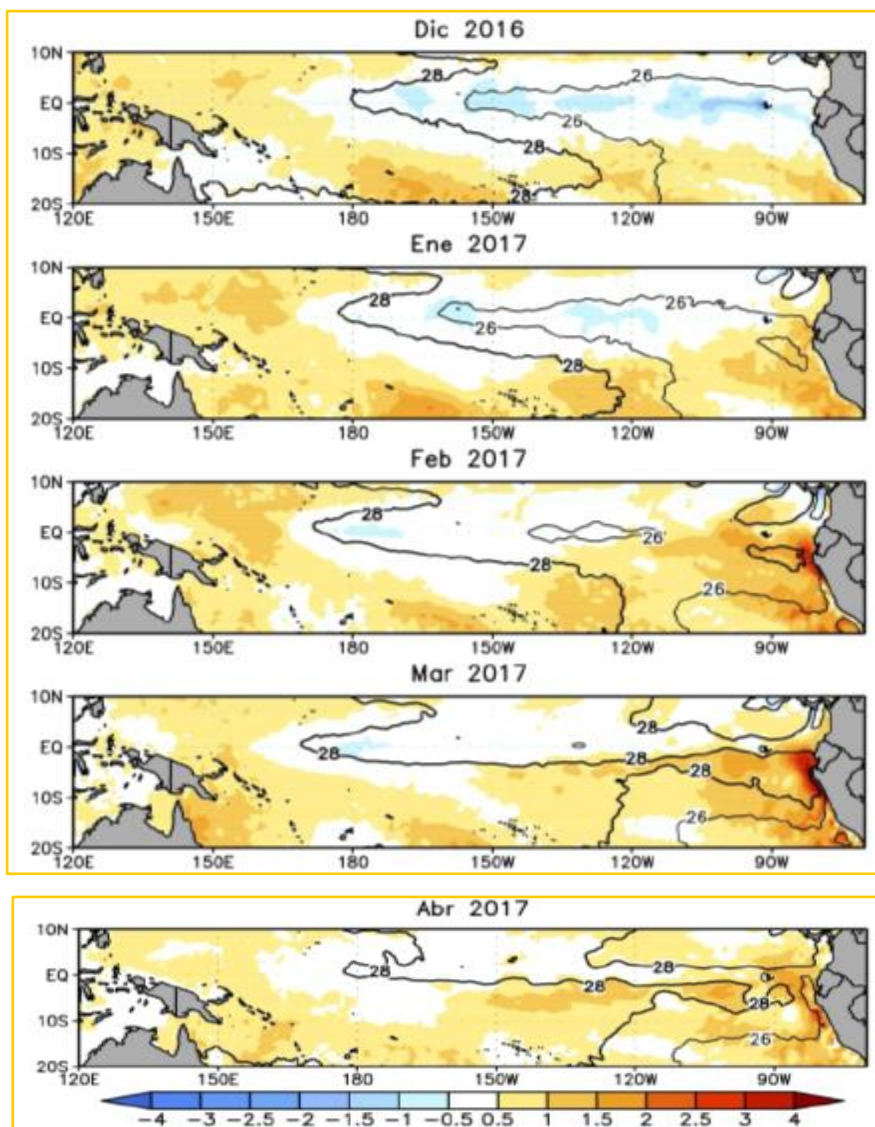 Dic 2016
10N
28
26
EQ
26
10S
28
20S
28
120E 150E 180 150W 120W 90W
Ene 2017
10N
28
26
EQ
26
10S
28
20S
120E 150E 180 150W 120W 90W
Feb 2017
10N
28
EQ
26
28
10S
26
20S
120E 150E 180 150W 120W 90W
Mar 2017
10N
28
EQ
28
28
28
10S
26
20S
120E 150E 180 150W 120W 90W
Abr 2017
10N
28
28
EQ
28
28
10S
26
20S
120E 150E 180 150W 120W 90W
-4 -3 -2.5 -2 -1.5 -1 -0.5 0.5 1 1.5 2 2.5 3 4